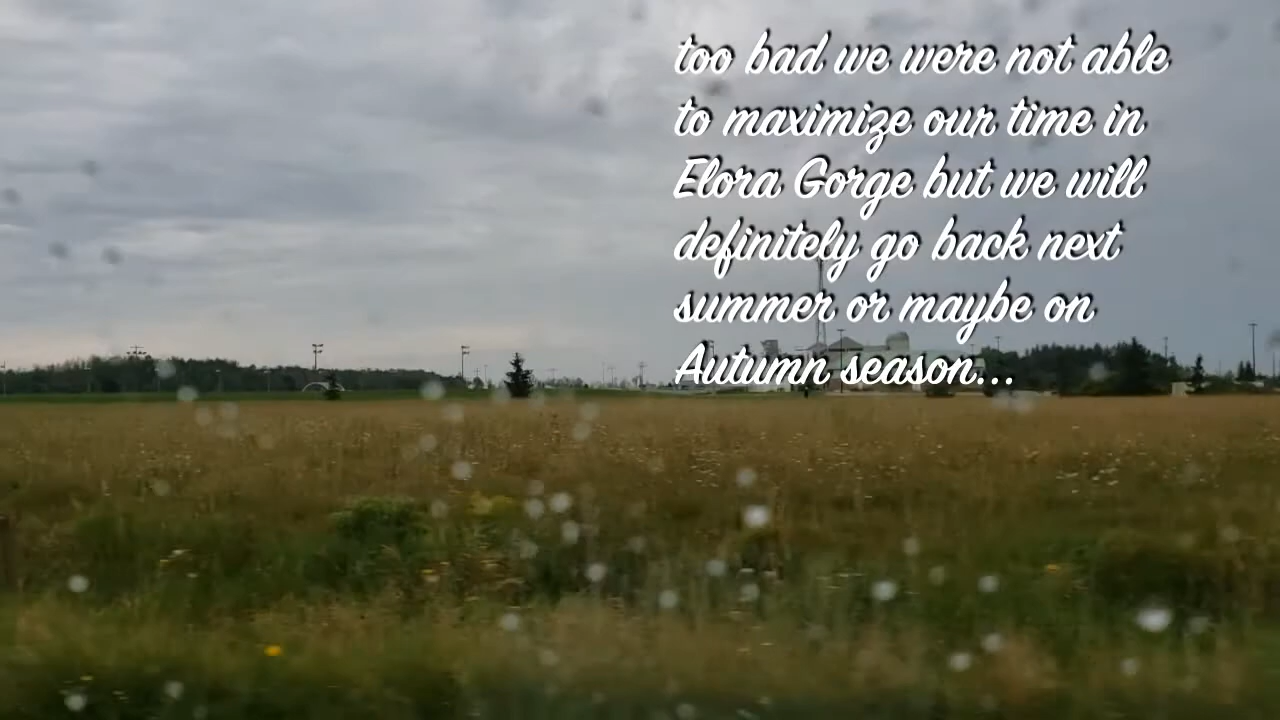 too bad we were not able
to maximize our time in
Elora Gorge but we will
definitely go back next
summer or maybe on
Autumn season...